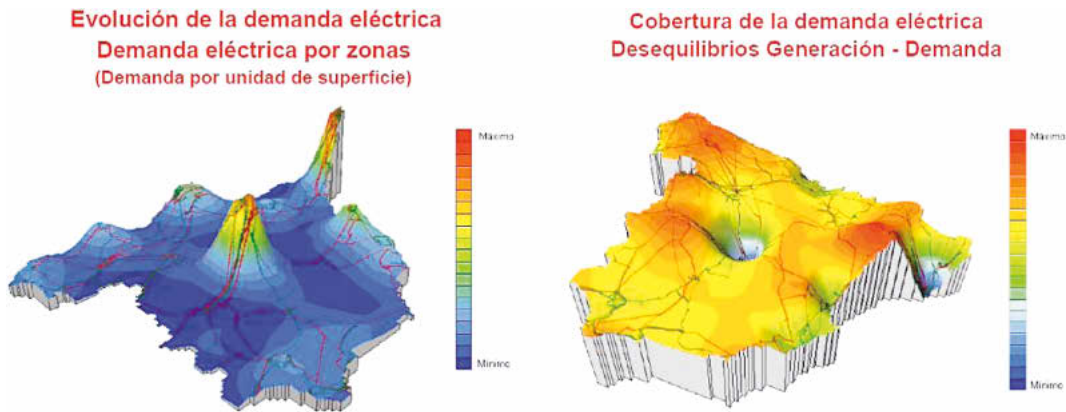 Evolución de la demanda eléctrica
Demanda eléctrica por zonas
(Demanda por unidad de superficie)
Máximo
Mínimo
Cobertura de la demanda eléctrica
Desequilibrios Generación - Demanda
Máximo
Mínimo